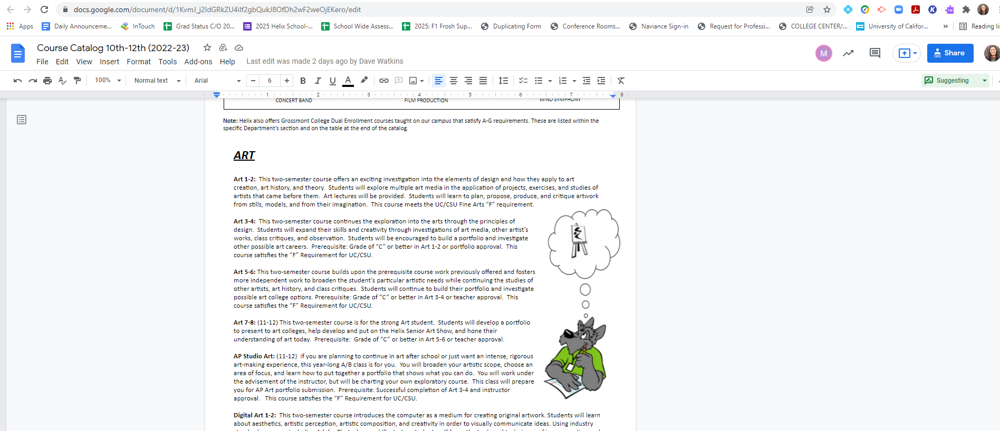 docs.google.com/document/d/1KvmJ_j2IdGRkZU4iIf2gbQukJ8OfDh2wF2weOjEKero/edit
Apps Daily Announceme... InTouch Grad Status C/O 20... 2025 Helix School-... School Wide Assess... 2025: F1 Frosh Sup... Duplicating Form Conference Rooms... Naviance Sign-in Request for Professi... COLLEGE CENTER/... University of Califor... » Reading lis
Course Catalog 10th-12th (2022-23)
M
Share
File Edit View Insert Format Tools Add-ons Help Last edit was made 2 days ago by Dave Watkins
100% Normal text Arial − 6 + B I U A Suggesting
1 2 3 4 5 6 7 8
CONCERT BAND FILM PRODUCTION WIND SYMPHONY
Note: Helix also offers Grossmont College Dual Enrollment courses taught on our campus that satisfy A-G requirements. These are listed within the
specific Department’s section and on the table at the end of the catalog.
ART
Art 1-2: This two-semester course offers an exciting investigation into the elements of design and how they apply to art
creation, art history, and theory. Students will explore multiple art media in the application of projects, exercises, and studies of
artists that came before them. Art lectures will be provided. Students will learn to plan, propose, produce, and critique artwork
from stills, models, and from their imagination. This course meets the UC/CSU Fine Arts “F” requirement.
Art 3-4: This two-semester course continues the exploration into the arts through the principles of
design. Students will expand their skills and creativity through investigations of art media, other artist’s
works, class critiques, and observation. Students will be encouraged to build a portfolio and investigate
other possible art careers. Prerequisite: Grade of “C” or better in Art 1-2 or portfolio approval. This
course satisfies the “F” Requirement for UC/CSU.
Art 5-6: This two-semester course builds upon the prerequisite course work previously offered and fosters
more independent work to broaden the student’s particular artistic needs while continuing the studies of
other artists, art history, and class critiques. Students will continue to build their portfolio and investigate
possible art college options. Prerequisite: Grade of “C” or better in Art 3-4 or teacher approval. This
course satisfies the “F” Requirement for UC/CSU.
Art 7-8: (11-12) This two-semester course is for the strong Art student. Students will develop a portfolio
to present to art colleges, help develop and put on the Helix Senior Art Show, and hone their
understanding of art today. Prerequisite: Grade of “C” or better in Art 5-6 or teacher approval.
AP Studio Art: (11-12) If you are planning to continue in art after school or just want an intense, rigorous
art-making experience, this year-long A/B class is for you. You will broaden your artistic scope, choose an
area of focus, and learn how to put together a portfolio that shows what you can do. You will work under
the advisement of the instructor, but will be charting your own exploratory course. This class will prepare
you for AP Art portfolio submission. Prerequisite: Successful completion of Art 3-4 and instructor
approval. This course satisfies the “F” Requirement for UC/CSU.
Digital Art 1-2: This two-semester course introduces the computer as a medium for creating original artwork. Students will learn
about aesthetics, artistic perception, artistic composition, and creativity in order to visually communicate ideas. Using industry